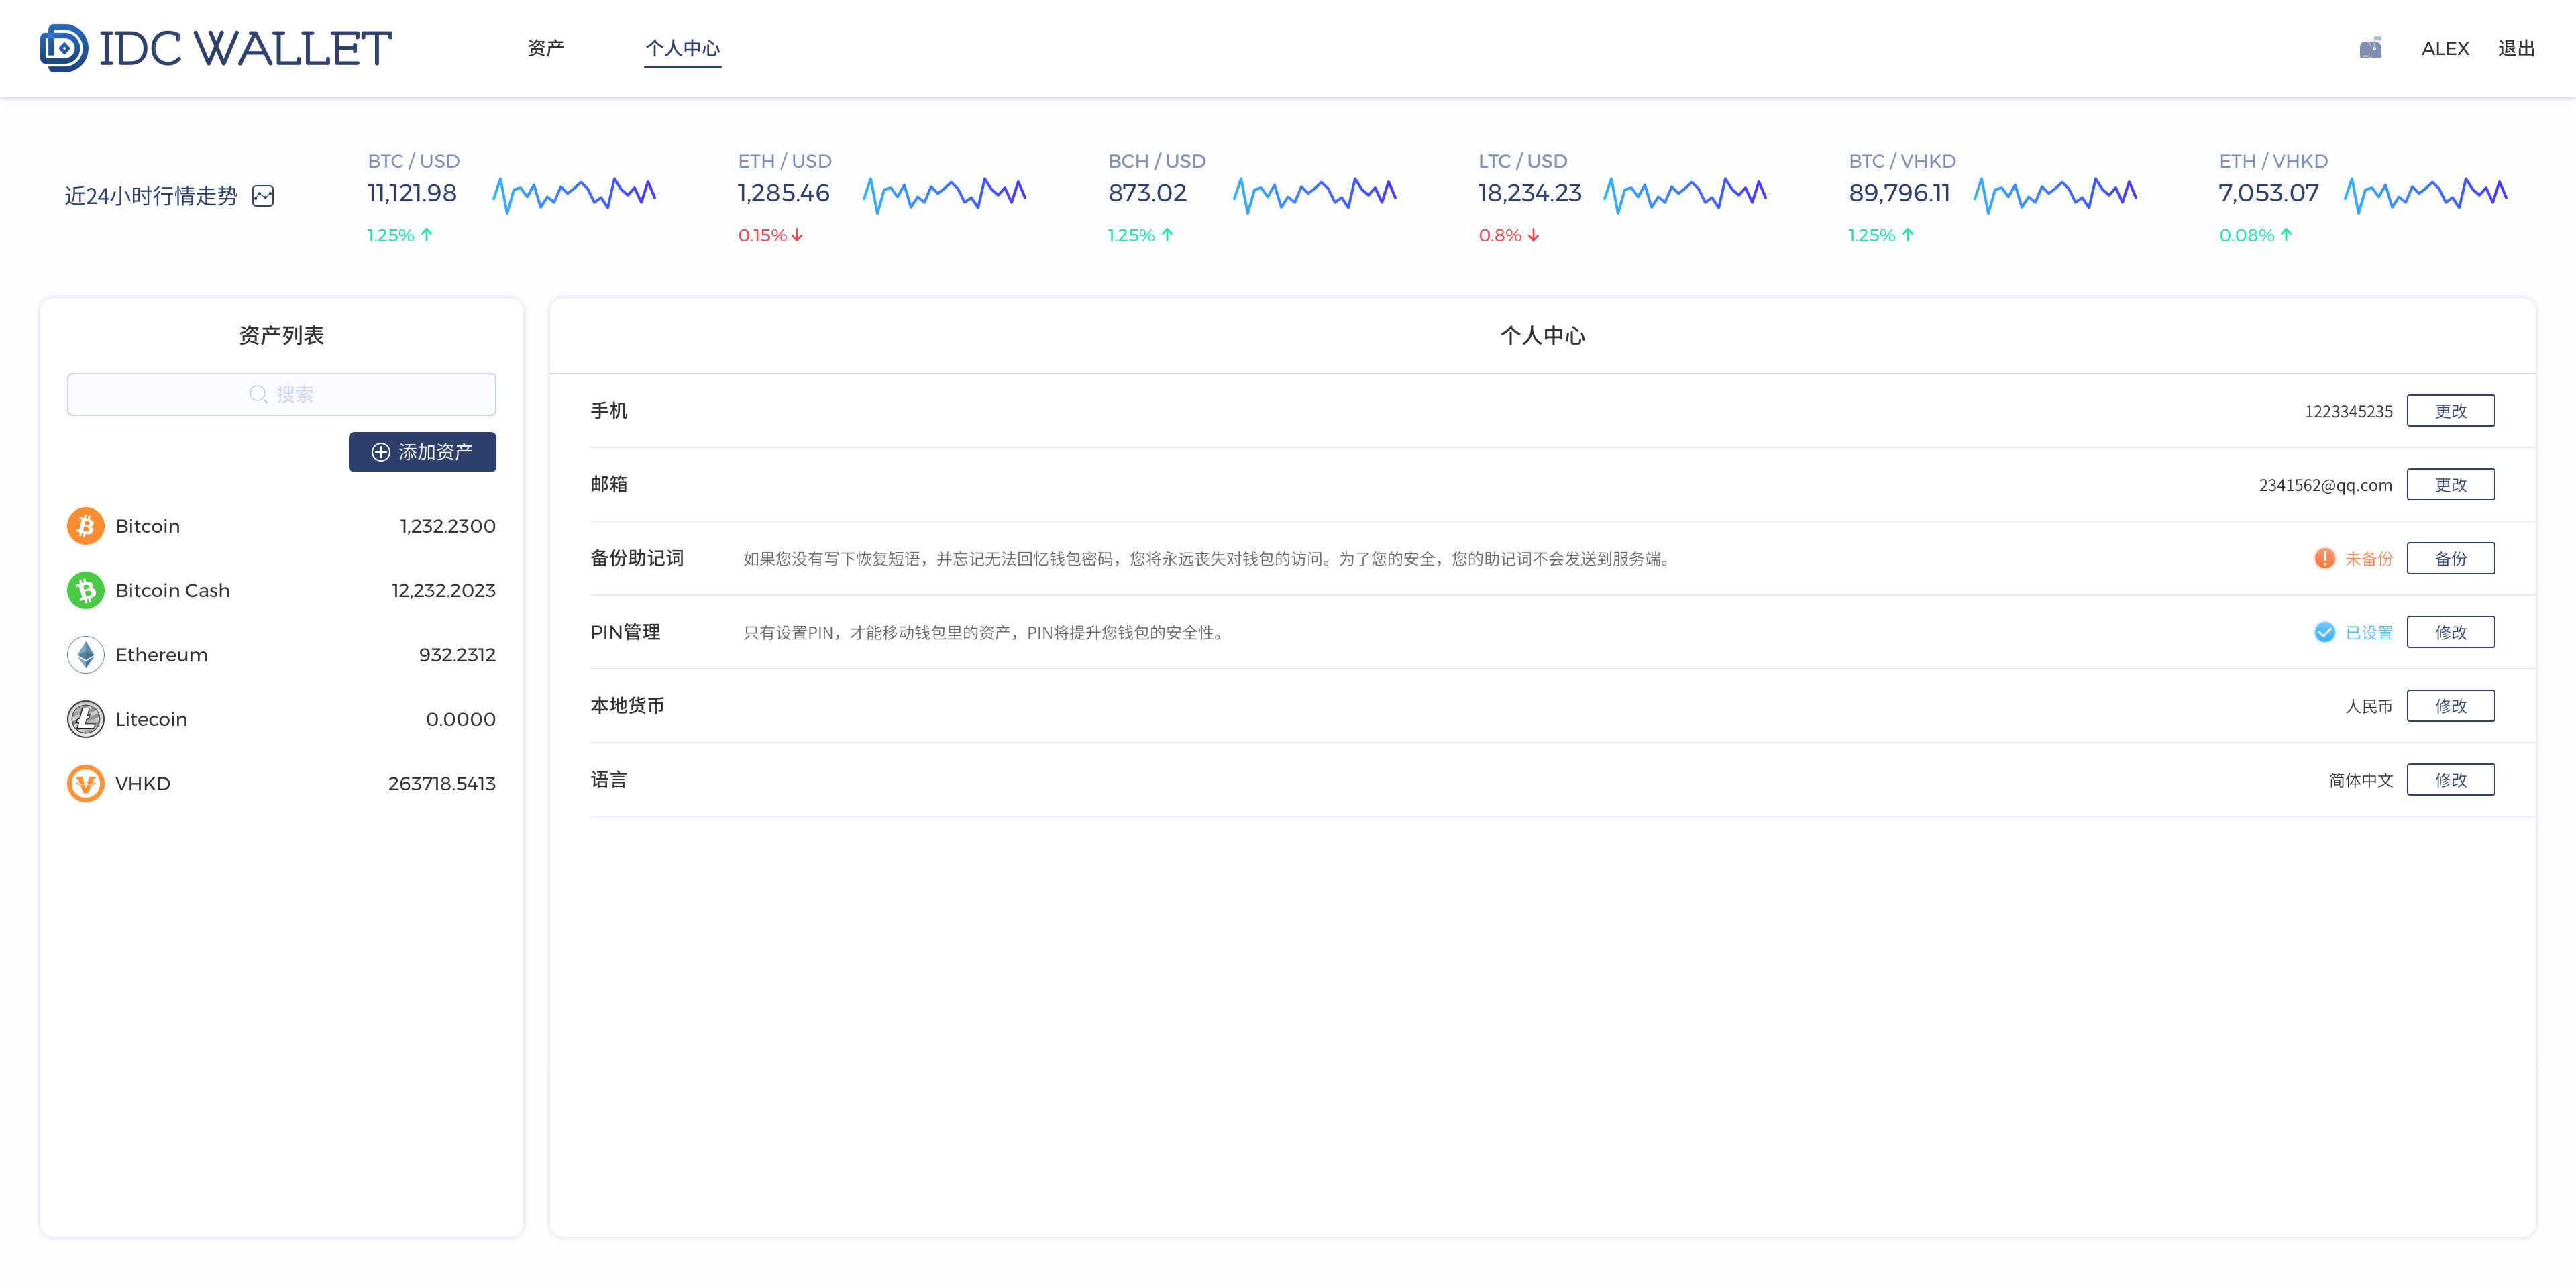 IDC WALLET
资产 个人中心
ALEX 退出
近24小时行情走势
BTC / USD
11,121.98
1.25%
ETH / USD
1,285.46
0.15%
BCH / USD
873.02
1.25%
LTC / USD
18,234.23
0.8%
BTC / VHKD
89,796.11
1.25%
ETH / VHKD
7,053.07
0.08%
资产列表
搜索
添加资产
Bitcoin 1,232.2300
Bitcoin Cash 12,232.2023
Ethereum 932.2312
Litecoin 0.0000
VHKD 263718.5413
个人中心
手机 1223345235 更改
邮箱 2341562@qq.com 更改
备份助记词 如果您没有写下恢复短语，并忘记无法回忆钱包密码，您将永远丧失对钱包的访问。为了您的安全，您的助记词不会发送到服务端。 未备份 备份
PIN管理 只有设置PIN，才能移动钱包里的资产，PIN将提升您钱包的安全性。 已设置 修改
本地货币 人民币 修改
语言 简体中文 修改